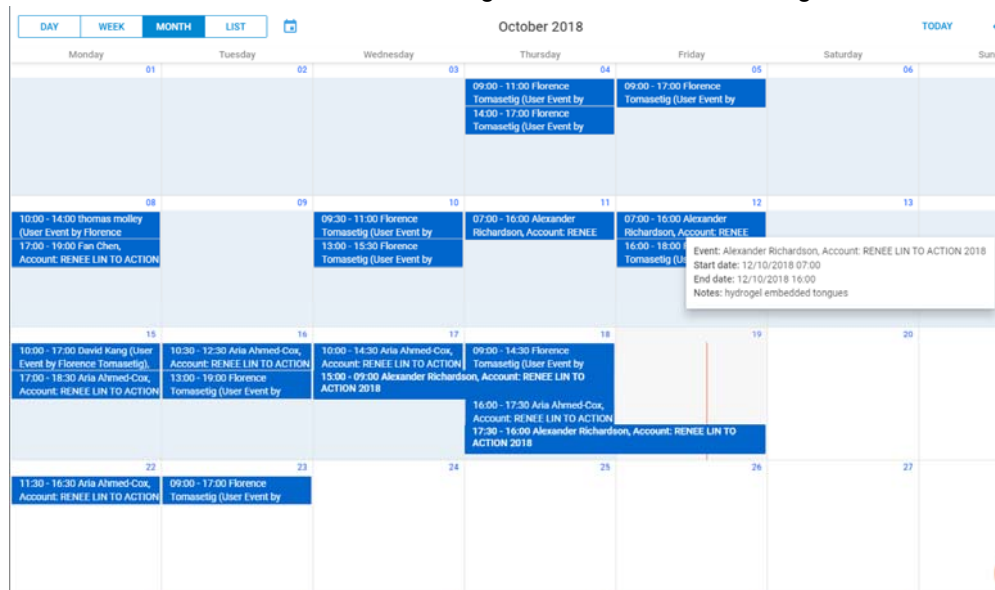 DAY WEEK MONTH LIST October 2018 TODAY
Monday Tuesday Wednesday Thursday Friday Saturday Sun
01 02 03 04 05 06
09:00 - 11:00 Florence
Tomasetig (User Event by
14:00 - 17:00 Florence
Tomasetig (User Event by
09:00 - 17:00 Florence
Tomasetig (User Event by
08 09 10 11 12 13
10:00 - 14:00 thomas molley
(User Event by Florence
17:00 - 19:00 Fan Chen,
Account: RENEE LIN TO ACTION
09:30 - 11:00 Florence
Tomasetig (User Event by
13:00 - 15:30 Florence
Tomasetig (User Event by
07:00 - 16:00 Alexander
Richardson, Account: RENEE
07:00 - 16:00 Alexander
Richardson, Account: RENEE
16:00 - 18:00
Tomasetig (Us
Event: Alexander Richardson, Account: RENEE LIN TO ACTION 2018
Start date: 12/10/2018 07:00
End date: 12/10/2018 16:00
Notes: hydrogel embedded tongues
15 16 17 18 19 20
10:00 - 17:00 David Kang (User
Event by Florence Tomasetig),
17:00 - 18:30 Aria Ahmed-Cox,
Account: RENEE LIN TO ACTION
10:30 - 12:30 Aria Ahmed-Cox,
Account: RENEE LIN TO ACTION
13:00 - 19:00 Florence
Tomasetig (User Event by
10:00 - 14:30 Aria Ahmed-Cox,
Account: RENEE LIN TO ACTION
09:00 - 14:30 Florence
Tomasetig (User Event by
15:00 - 09:00 Alexander Richardson, Account: RENEE LIN TO
ACTION 2018
16:00 - 17:30 Aria Ahmed-Cox,
Account: RENEE LIN TO ACTION
17:30 - 16:00 Alexander Richardson, Account: RENEE LIN TO
ACTION 2018
22 23 24 25 26 27
11:30 - 16:30 Aria Ahmed-Cox,
Account: RENEE LIN TO ACTION
09:00 - 17:00 Florence
Tomasetig (User Event by